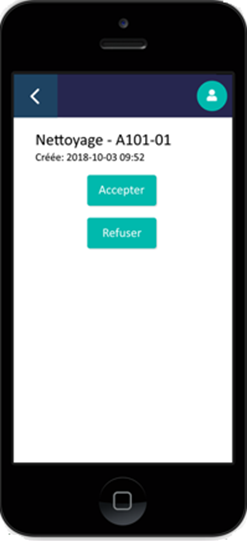 Nettoyage - A101-01
Créée: 2018-10-03 09:52
Accepter
Refuser